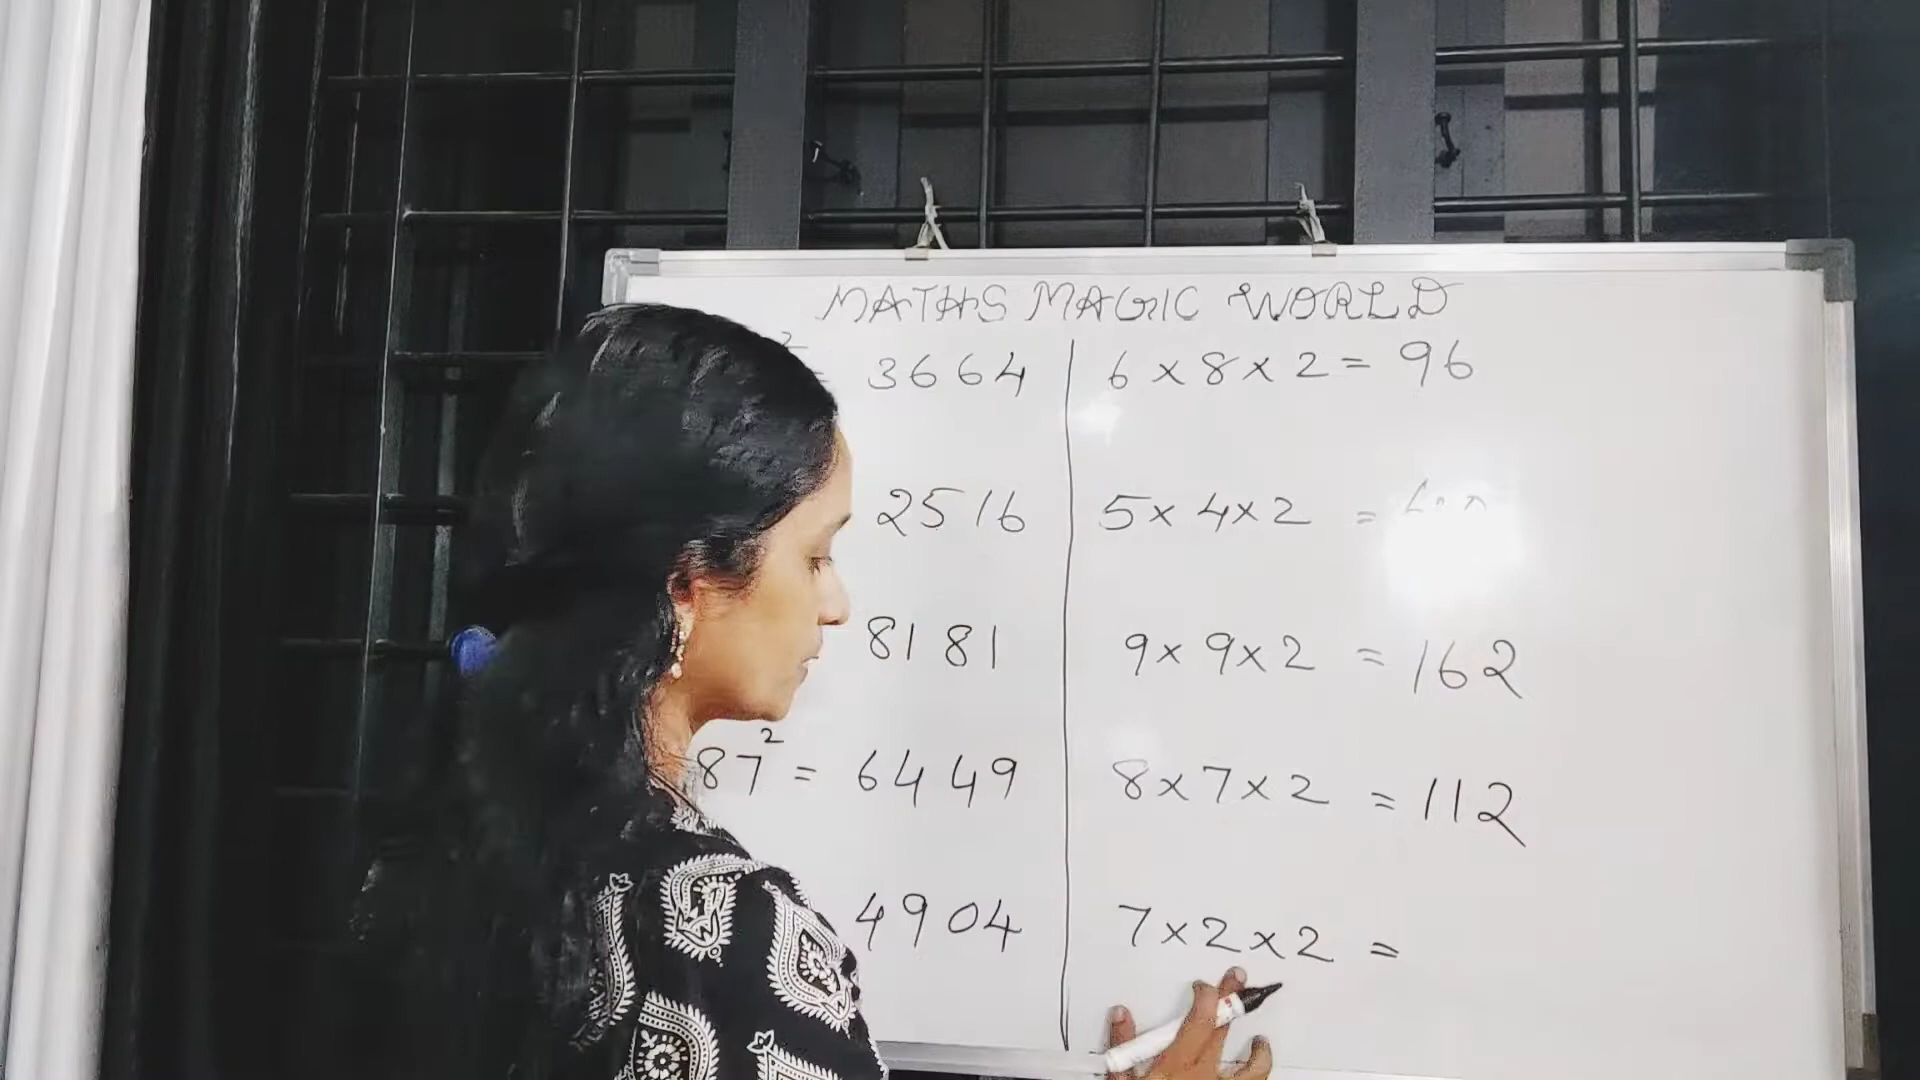 MATHS MAGIC WORLD
2 = 3664 6 x 8 x 2 = 96
2516 5 x 4 x 2 =
8181 9 x 9 x 2 = 162
87² = 6449 8 x 7 x 2 = 112
4904 7 x 2 x 2 =